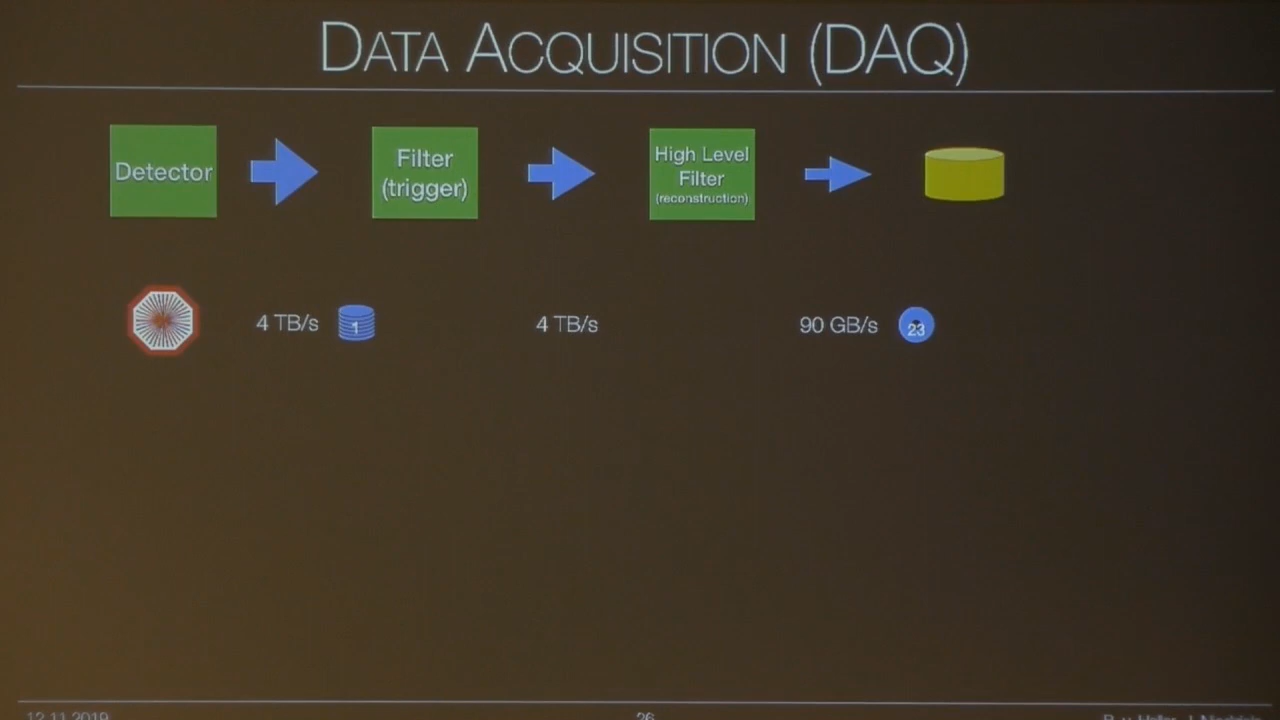 DATA ACQUISITION (DAQ)
Detector
Filter
(trigger)
High Level
Filter
(reconstruction)
4 TB/s
1
4 TB/s
90 GB/s
23
12.11.2019
26